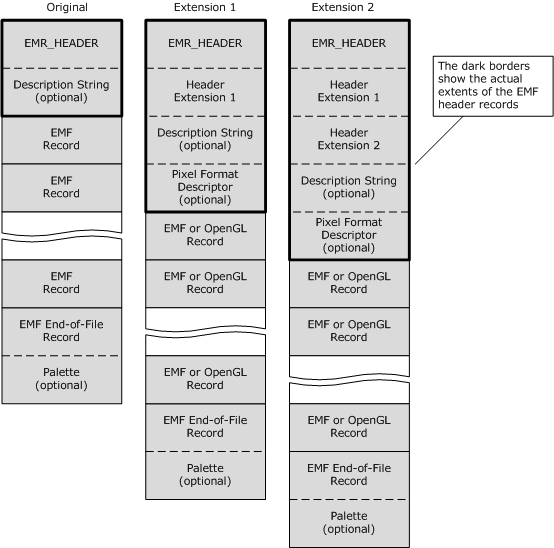 Original
EMR_HEADER
Description String
(optional)
EMF
Record
EMF
Record
EMF
Record
EMF End-of-File
Record
Palette
(optional)
Extension 1
EMR_HEADER
Header
Extension 1
Description String
(optional)
Pixel Format
Descriptor
(optional)
EMF or OpenGL
Record
EMF or OpenGL
Record
EMF or OpenGL
Record
EMF End-of-File
Record
Palette
(optional)
Extension 2
EMR_HEADER
Header
Extension 1
Header
Extension 2
Description String
(optional)
Pixel Format
Descriptor
(optional)
EMF or OpenGL
Record
EMF or OpenGL
Record
EMF or OpenGL
Record
EMF End-of-File
Record
Palette
(optional)
The dark borders
show the actual
extents of the EMF
header records